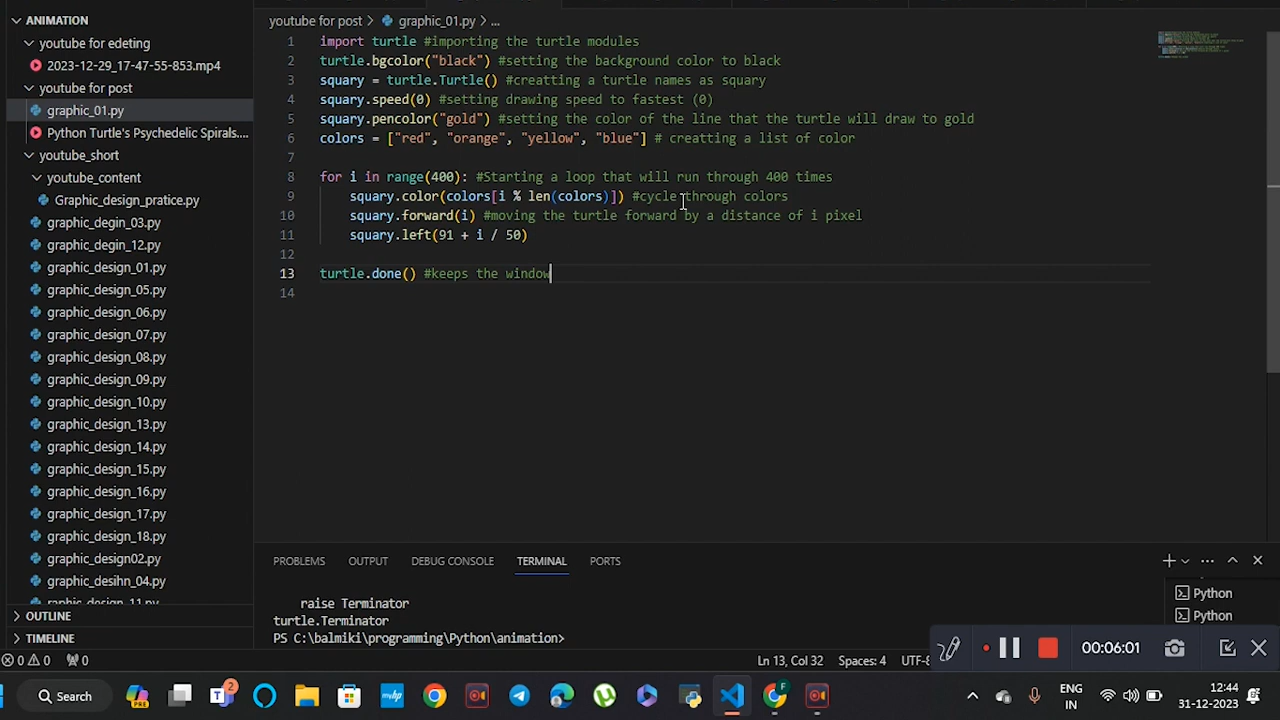 ANIMATION
youtube for edeting
2023-12-29_17-47-55-853.mp4
youtube for post
graphic_01.py
Python Turtle's Psychedelic Spirals....
youtube_short
youtube_content
Graphic_design_pratice.py
graphic_degin_03.py
graphic_degin_12.py
graphic_design_01.py
graphic_design_05.py
graphic_design_06.py
graphic_design_07.py
graphic_design_08.py
graphic_design_09.py
graphic_design_10.py
graphic_design_13.py
graphic_design_14.py
graphic_design_15.py
graphic_design_16.py
graphic_design_17.py
graphic_design_18.py
graphic_design02.py
graphic_desihn_04.py
raphic_design_11.py
OUTLINE
TIMELINE
youtube for post > graphic_01.py > ...
1 import turtle #importing the turtle modules
2 turtle.bgcolor("black") #setting the background color to black
3 squary = turtle.Turtle() #creatting a turtle names as squary
4 squary.speed(0) #setting drawing speed to fastest (0)
5 squary.pencolor("gold") #setting the color of the line that the turtle will draw to gold
6 colors = ["red", "orange", "yellow", "blue"] # creatting a list of color
7
8 for i in range(400): #Starting a loop that will run through 400 times
9 squary.color(colors[i % len(colors)]) #cycle through colors
10 squary.forward(i) #moving the turtle forward by a distance of i pixel
11 squary.left(91 + i / 50)
12
13 turtle.done() #keeps the window
14
PROBLEMS OUTPUT DEBUG CONSOLE TERMINAL PORTS
raise Terminator
turtle.Terminator
PS C:\balmiki\programming\Python\animation>
Python
Python
00:06:01
0 0 0
Ln 13, Col 32 Spaces: 4 UTF-8
Search
PRE
2
myhp
F
ENG
IN
12:44
31-12-2023